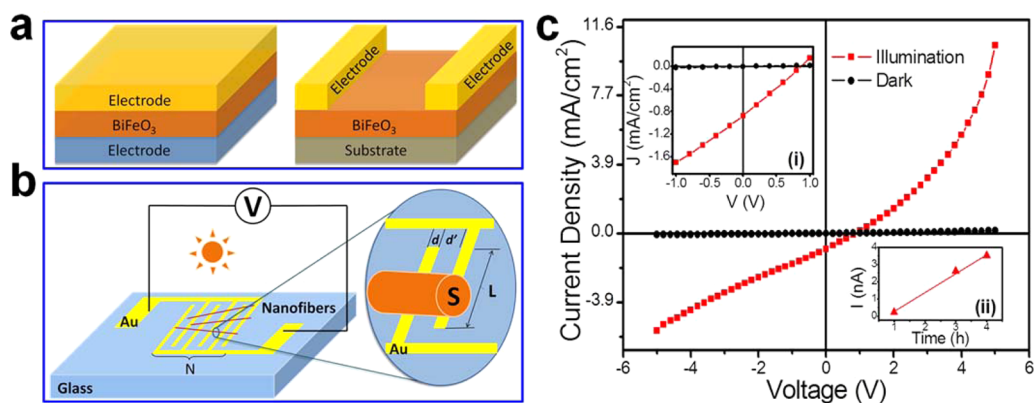 a
Electrode
BiFeO₃
Electrode
Electrode
Electrode
BiFeO₃
Substrate
b
V
Au
Nanofibers
N
Glass
d d'
L
S
Au
c
Current Density (mA/cm²)
11.6
7.7
3.9
0.0
-3.9
-6 -4 -2 0 2 4 6
Voltage (V)
Illumination
Dark
J (mA/cm²)
0.0
-0.4
-0.8
-1.2
-1.6
-1.0 -0.5 0.0 0.5 1.0
V (V)
(i)
I (nA)
4
3
2
1
0
1 2 3 4
Time (h)
(ii)